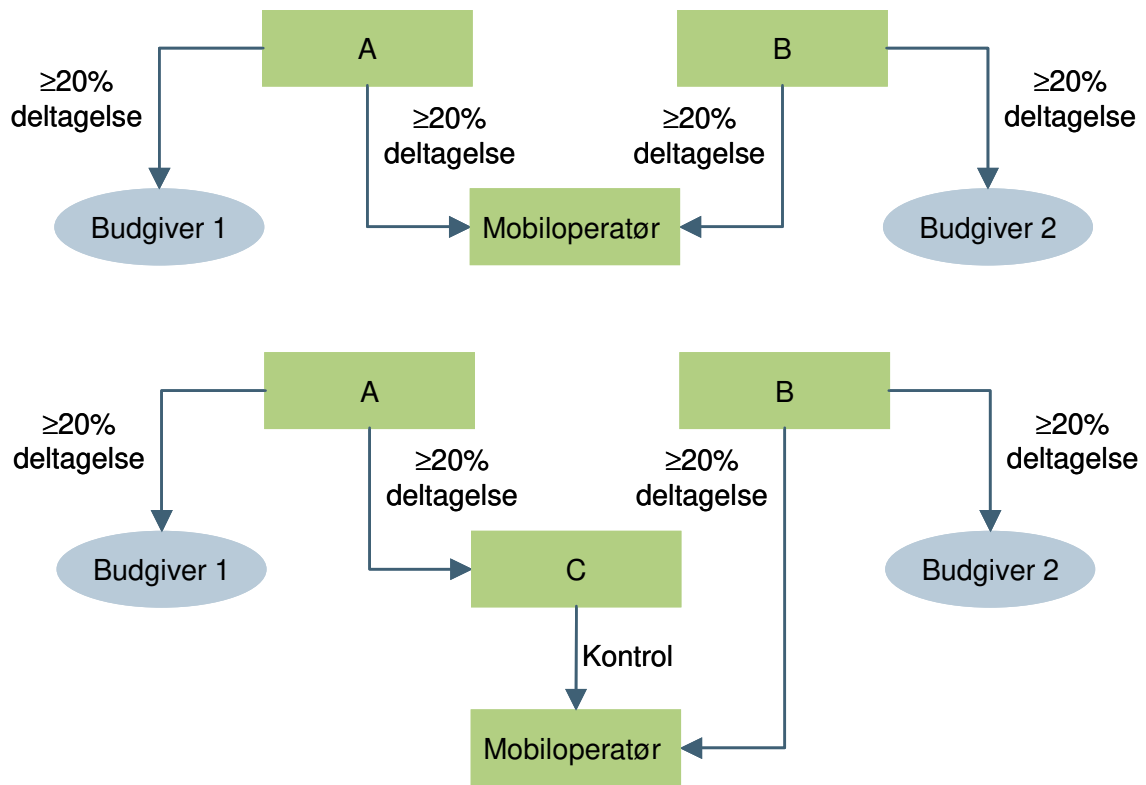 A
B
≥20%
deltagelse
≥20%
deltagelse
≥20%
deltagelse
≥20%
deltagelse
Budgiver 1
Mobiloperatør
Budgiver 2
A
B
≥20%
deltagelse
≥20%
deltagelse
≥20%
deltagelse
≥20%
deltagelse
Budgiver 1
C
Budgiver 2
Kontrol
Mobiloperatør